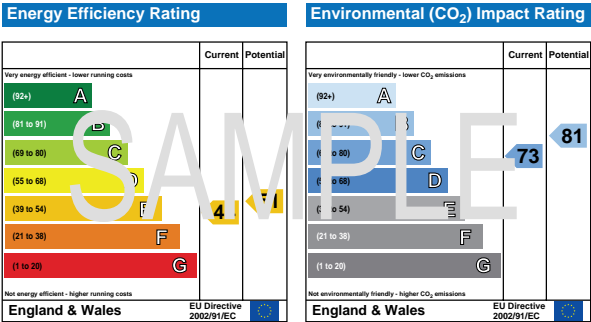 Energy Efficiency Rating
Current Potential
Very energy efficient - lower running costs
(92+) A
(81 to 91) B
(69 to 80) C
(55 to 68) D
(39 to 54) E
(21 to 38) F
(1 to 20) G
Not energy efficient - higher running costs
England & Wales
EU Directive
2002/91/EC
Environmental (CO₂) Impact Rating
Current Potential
Very environmentally friendly - lower CO₂ emissions
(92+) A
B
C
81
73
D
E
(21 to 38) F
(1 to 20) G
Not environmentally friendly - higher CO₂ emissions
England & Wales
EU Directive
2002/91/EC
SAMPLE